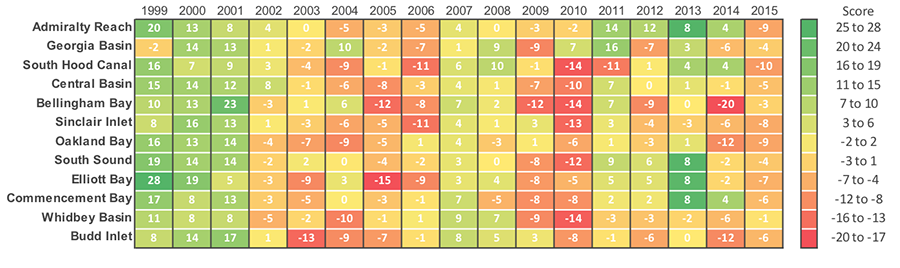 1999 2000 2001 2002 2003 2004 2005 2006 2007 2008 2009 2010 2011 2012 2013 2014 2015 Score
Admiralty Reach 20 13 8 4 0 -5 -3 -5 4 0 -3 -2 14 12 8 4 -9 25 to 28
Georgia Basin -2 14 13 1 -2 10 -2 -7 1 9 -9 7 16 -7 3 -6 -4 20 to 24
South Hood Canal 16 7 9 3 -4 -9 -1 -11 6 10 -1 -14 -11 1 4 4 -10 16 to 19
Central Basin 15 14 12 8 -1 -6 -8 -3 4 1 -7 -10 7 0 1 -1 -5 11 to 15
Bellingham Bay 10 13 23 -3 1 6 -12 -8 7 2 -12 -14 7 -9 0 -20 -3 7 to 10
Sinclair Inlet 8 16 13 1 -3 -6 -5 -11 4 1 3 -13 3 -4 -3 -6 -8 3 to 6
Oakland Bay 16 13 14 -4 -7 -9 -5 1 4 -3 1 -6 1 -3 1 -12 -9 -2 to 2
South Sound 19 14 14 -2 2 0 -4 -2 3 0 -8 -12 9 6 8 -2 -4 -3 to 1
Elliott Bay 28 19 5 -3 -9 3 -15 -9 3 4 -8 -5 5 5 8 -2 -7 -7 to -4
Commencement Bay 17 8 13 -3 -5 0 -3 -1 7 -5 -8 -8 2 2 8 4 -6 -12 to -8
Whidbey Basin 11 8 8 -5 -2 -10 -1 1 9 7 -9 -14 -3 -3 -2 -6 -1 -16 to -13
Budd Inlet 8 14 17 1 -13 -9 -7 -1 8 5 3 -8 -1 -6 0 -12 -6 -20 to -17